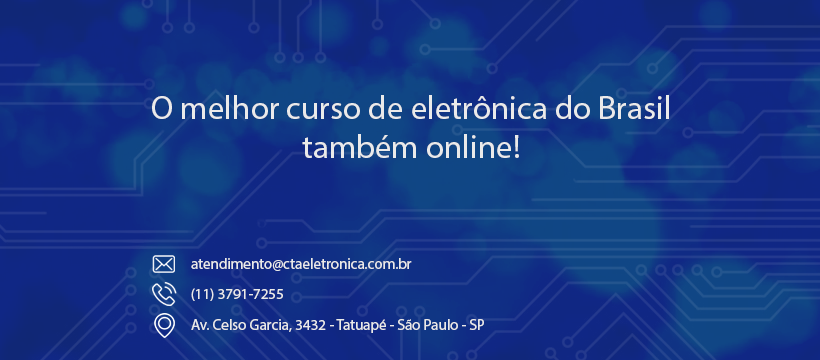 O melhor curso de eletrônica do Brasil
também online!
atendimento@ctaeletronica.com.br
(11) 3791-7255
Av. Celso Garcia, 3432 - Tatuapé - São Paulo - SP